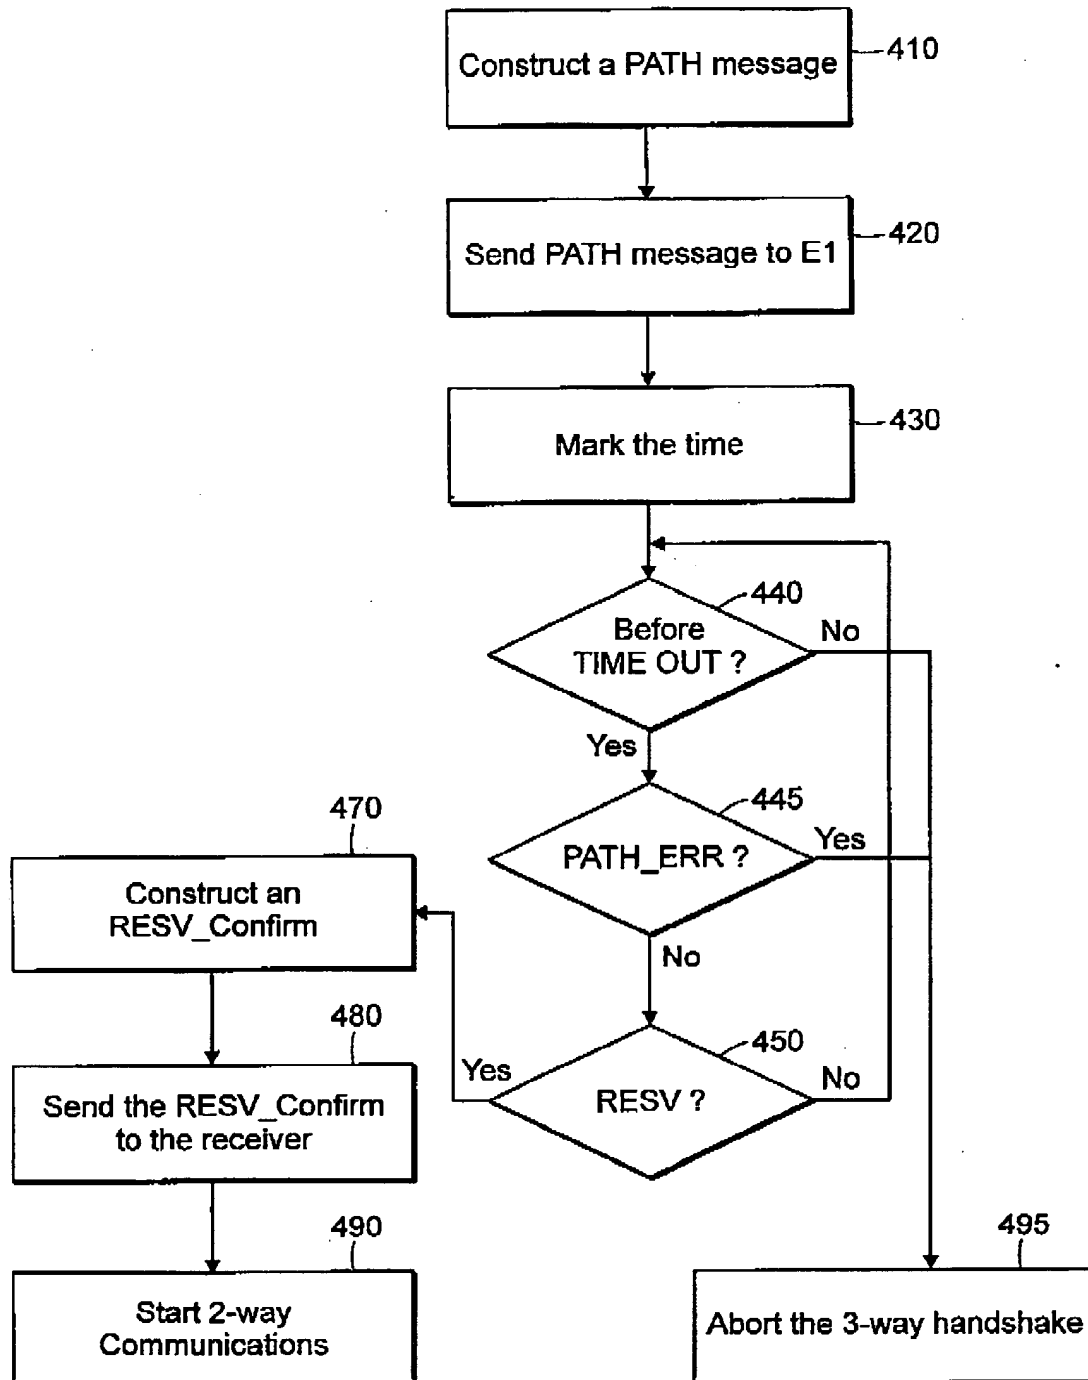 Construct a PATH message
410
Send PATH message to E1
420
Mark the time
430
440
Before
TIME OUT ?
No
Yes
445
PATH_ERR ?
Yes
No
470
Construct an
RESV_Confirm
450
RESV ?
Yes
No
480
Send the RESV_Confirm
to the receiver
490
Start 2-way
Communications
495
Abort the 3-way handshake